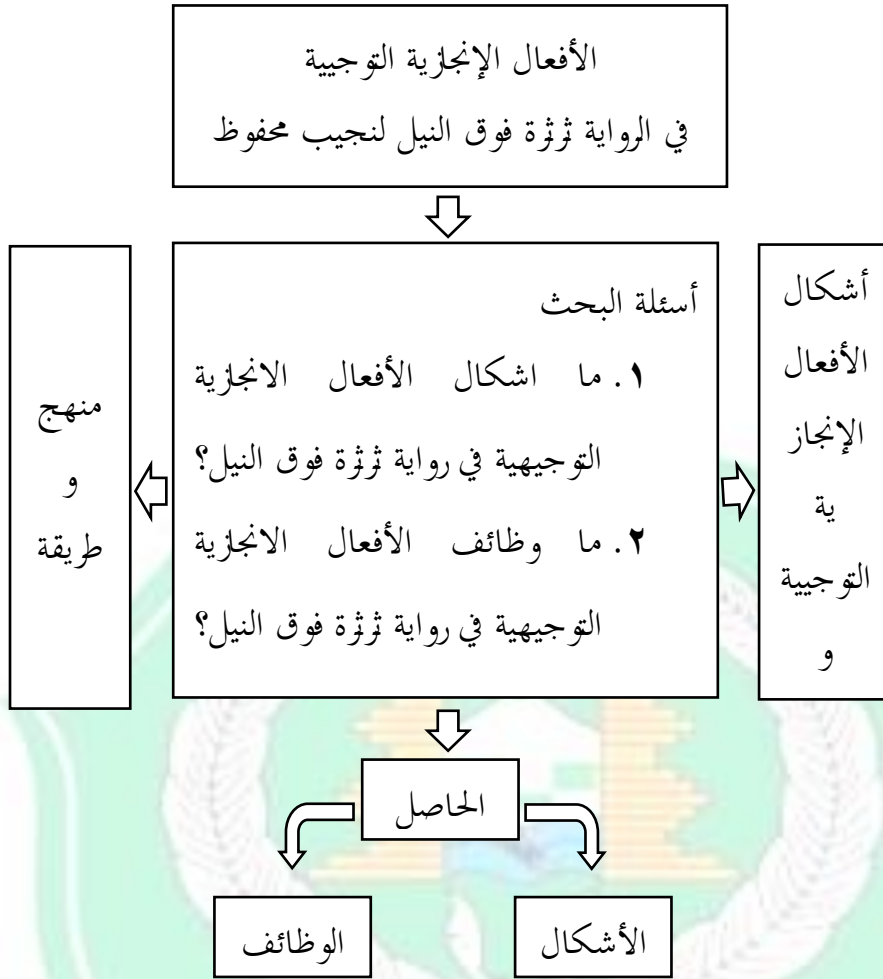 الأفعال الإنجازية التوجيية
في الرواية ثرثرة فوق النيل لنجيب محفوظ
أشكال
الأفعال
الإنجاز
ية
التوجيية
و
أسئلة البحث
١. ما اشكال الأفعال الانجازية
التوجيهية في رواية ثرثرة فوق النيل؟
٢. ما وظائف الأفعال الانجازية
التوجيهية في رواية ثرثرة فوق النيل؟
منهج
و
طريقة
الحاصل
الأشكال
الوظائف